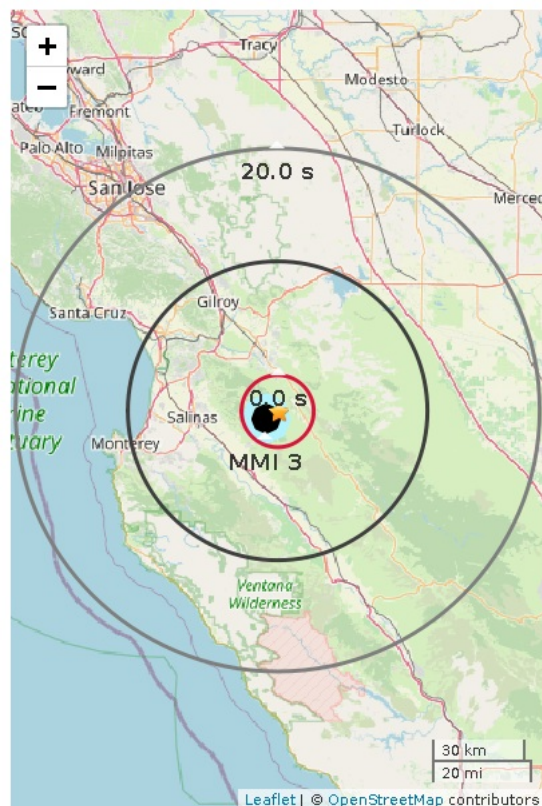 +
−
Tracy
Modesto
Fremont
Turlock
Palo Alto
Milpitas
20.0 s
San Jose
Gilroy
Santa Cruz
0.0 s
Salinas
Monterey
MMI 3
Ventana
Wilderness
30 km
20 mi
Leaflet | © OpenStreetMap contributors